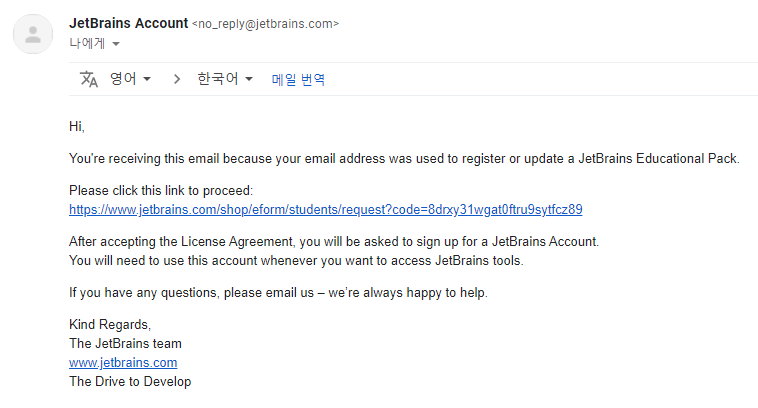 JetBrains Account <no_reply@jetbrains.com>
나에게
영어 > 한국어 메일 번역
Hi,
You're receiving this email because your email address was used to register or update a JetBrains Educational Pack.
Please click this link to proceed:
https://www.jetbrains.com/shop/eform/students/request?code=8drxy31wgat0ftru9sytfcz89
After accepting the License Agreement, you will be asked to sign up for a JetBrains Account.
You will need to use this account whenever you want to access JetBrains tools.
If you have any questions, please email us – we're always happy to help.
Kind Regards,
The JetBrains team
www.jetbrains.com
The Drive to Develop